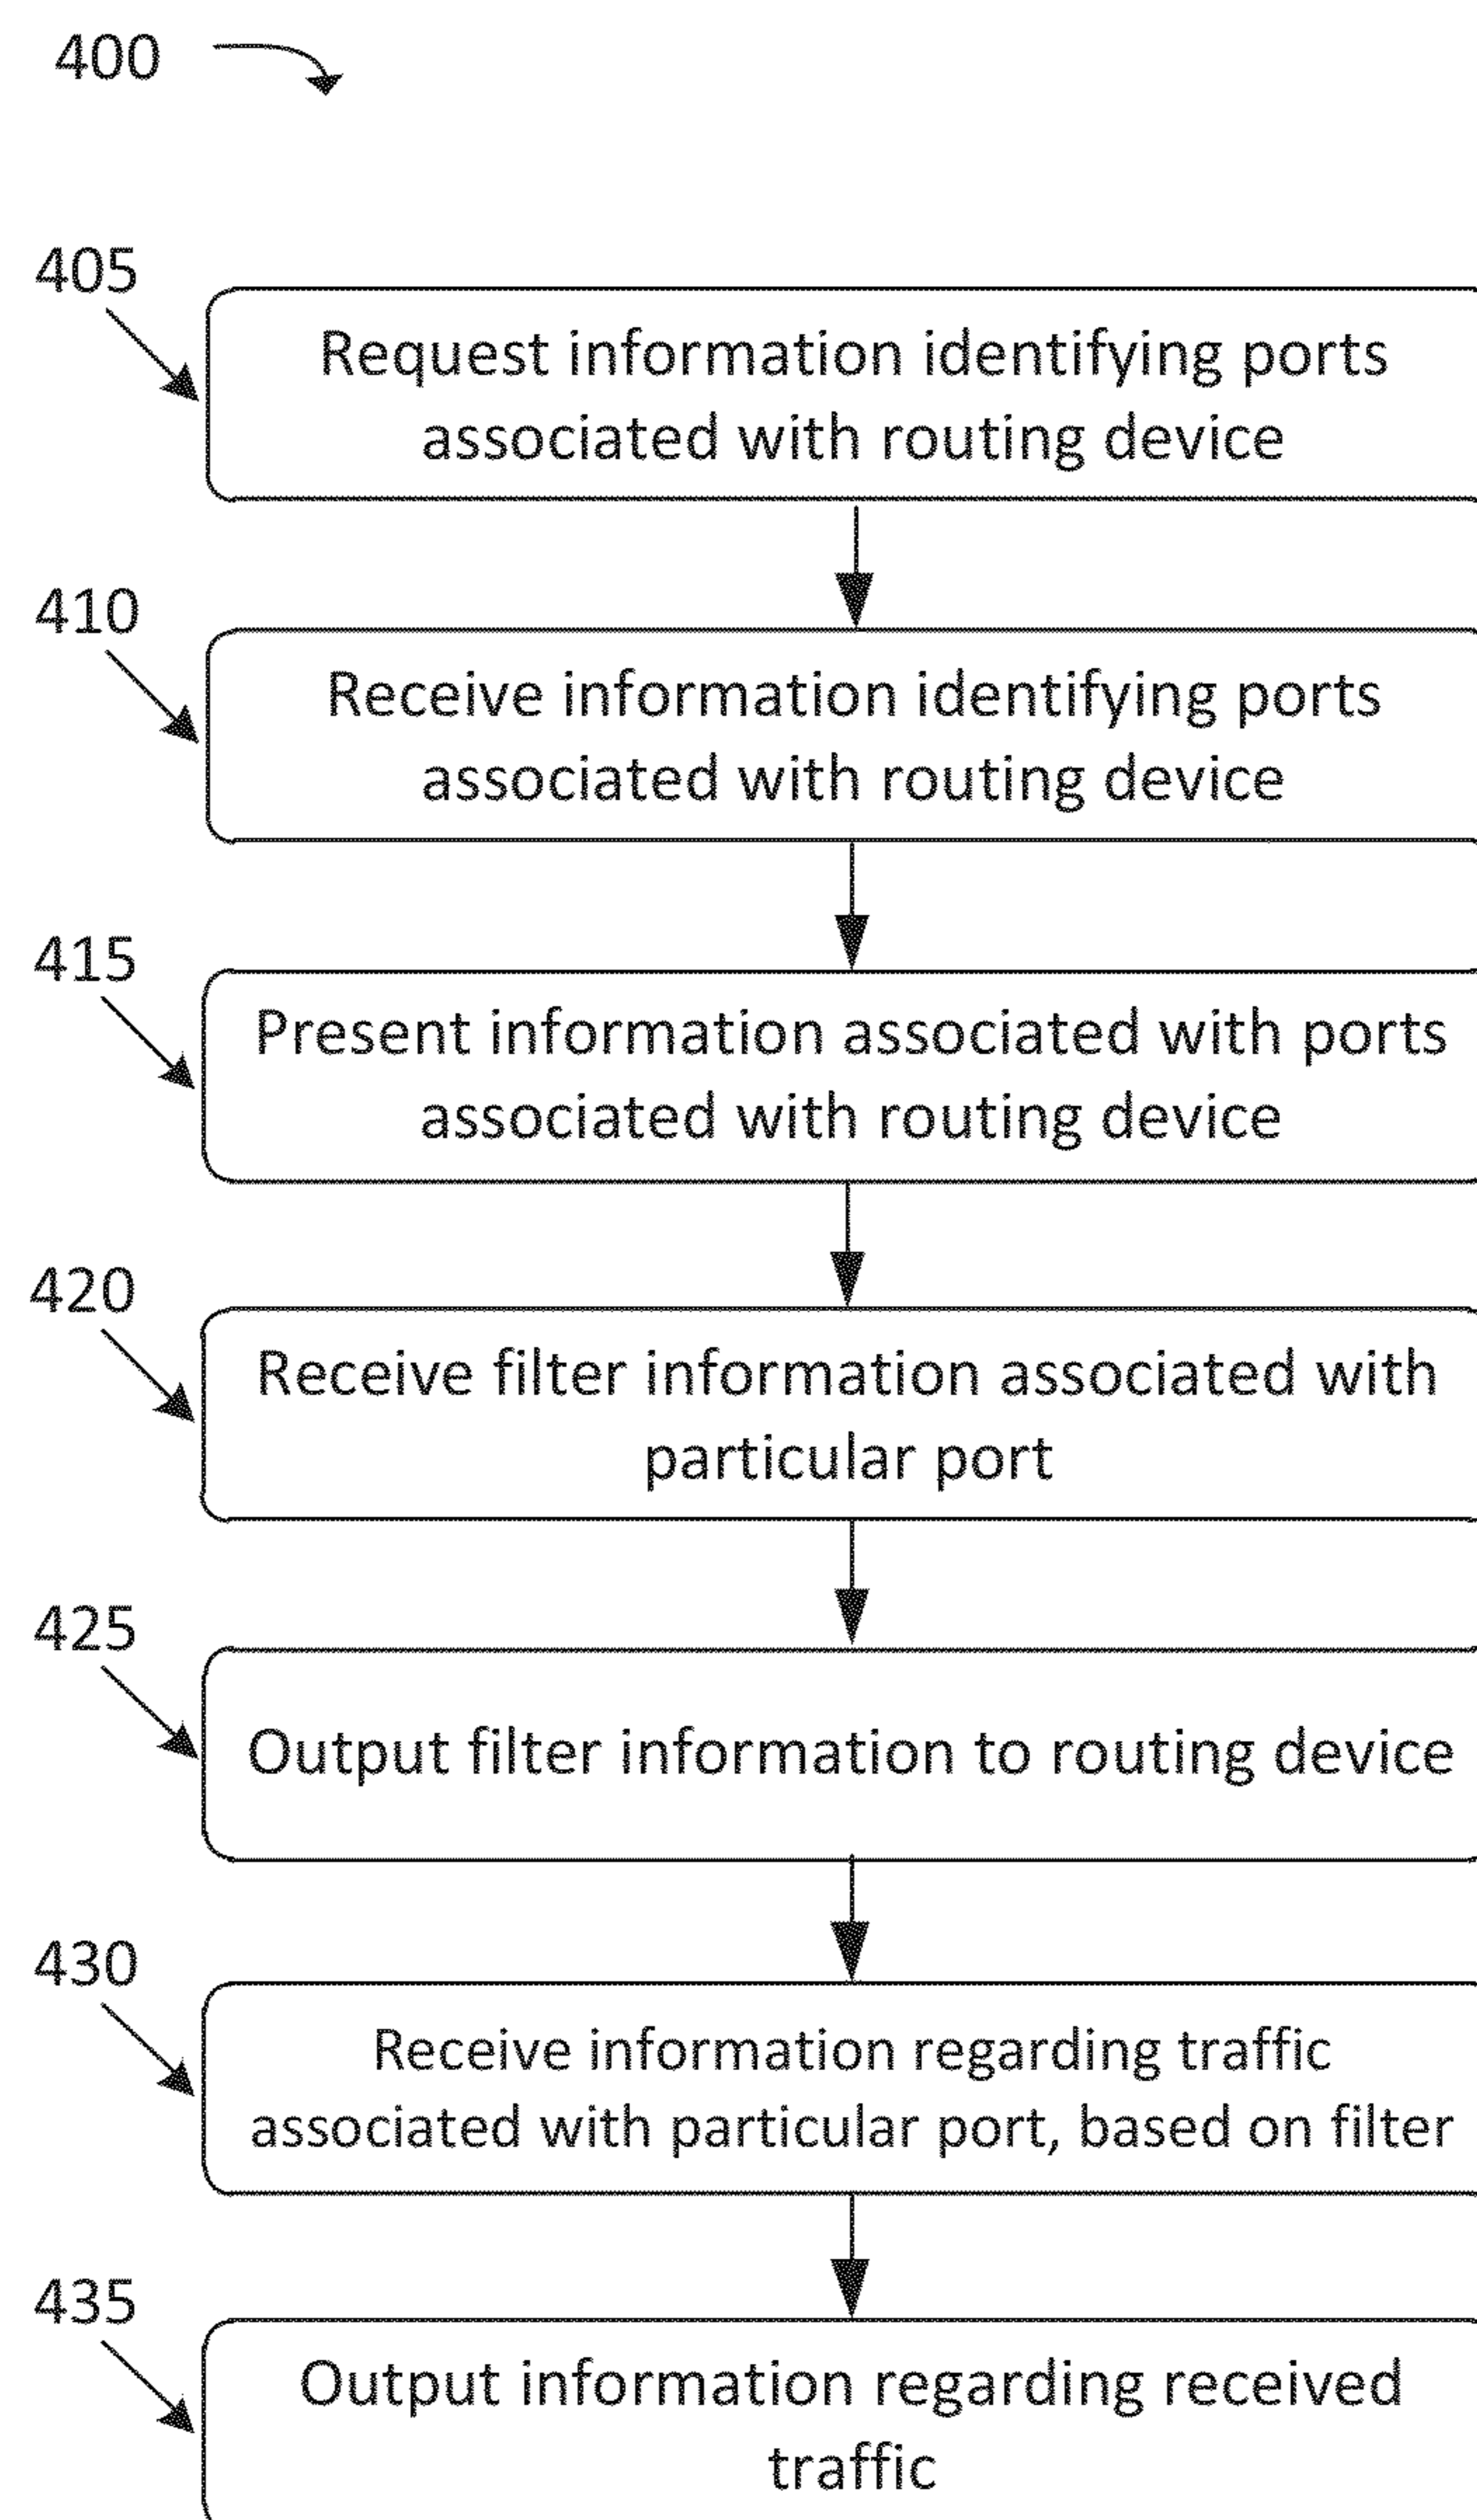 400
405
Request information identifying ports
associated with routing device
410
Receive information identifying ports
associated with routing device
415
Present information associated with ports
associated with routing device
420
Receive filter information associated with
particular port
425
Output filter information to routing device
430
Receive information regarding traffic
associated with particular port, based on filter
435
Output information regarding received
traffic